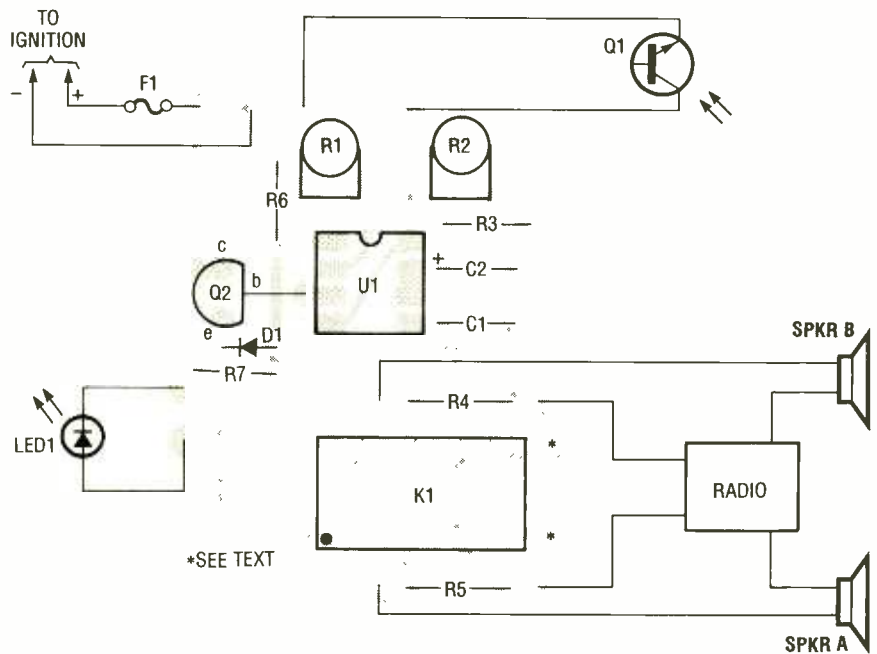 TO
IGNITION
-
+
F1
Q1
R1
R2
R6
R3
c
+
C2
Q2
b
U1
e
D1
C1
R7
SPKR B
R4
LED1
*
K1
RADIO
*
*SEE TEXT
R5
SPKR A